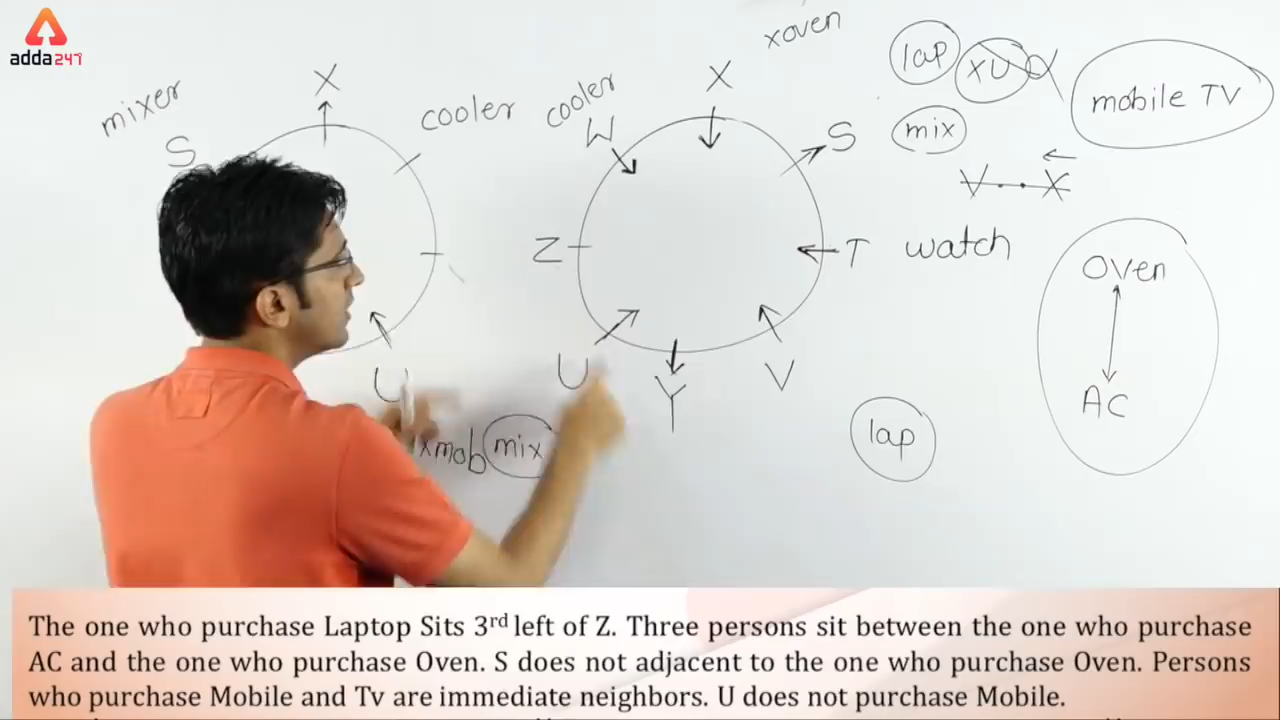 adda247
mixer
S
X
cooler
U
xmob mix
cooler
W
X
xoven
S
Z
T watch
U
Y
V
lap xU
mobile TV
mix
V X
Oven
AC
lap
The one who purchase Laptop Sits 3rd left of Z. Three persons sit between the one who purchase
AC and the one who purchase Oven. S does not adjacent to the one who purchase Oven. Persons
who purchase Mobile and Tv are immediate neighbors. U does not purchase Mobile.